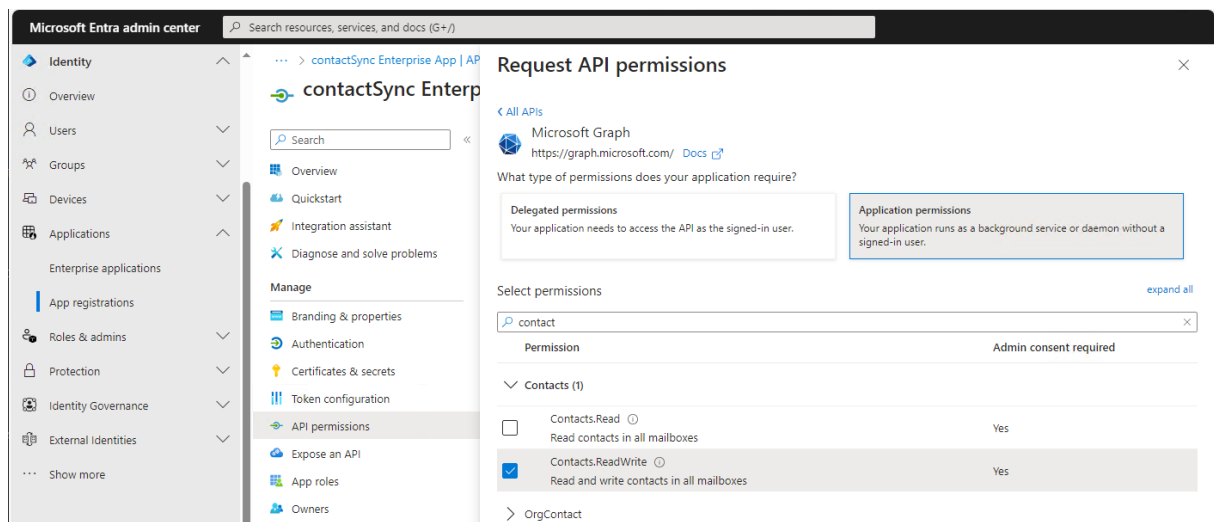 Microsoft Entra admin center
Search resources, services, and docs (G+/)
Identity
Overview
Users
Groups
Devices
Applications
Enterprise applications
App registrations
Roles & admins
Protection
Identity Governance
External Identities
··· Show more
··· > contactSync Enterprise App | AP
contactSync Enterp
Search
«
Overview
Quickstart
Integration assistant
Diagnose and solve problems
Manage
Branding & properties
Authentication
Certificates & secrets
Token configuration
API permissions
Expose an API
App roles
Owners
Request API permissions
All APIs
Microsoft Graph
https://graph.microsoft.com/ Docs
What type of permissions does your application require?
Delegated permissions
Your application needs to access the API as the signed-in user.
Application permissions
Your application runs as a background service or daemon without a
signed-in user.
Select permissions
expand all
contact
Permission
Admin consent required
Contacts (1)
Contacts.Read
Read contacts in all mailboxes
Yes
Contacts.ReadWrite
Read and write contacts in all mailboxes
Yes
OrgContact